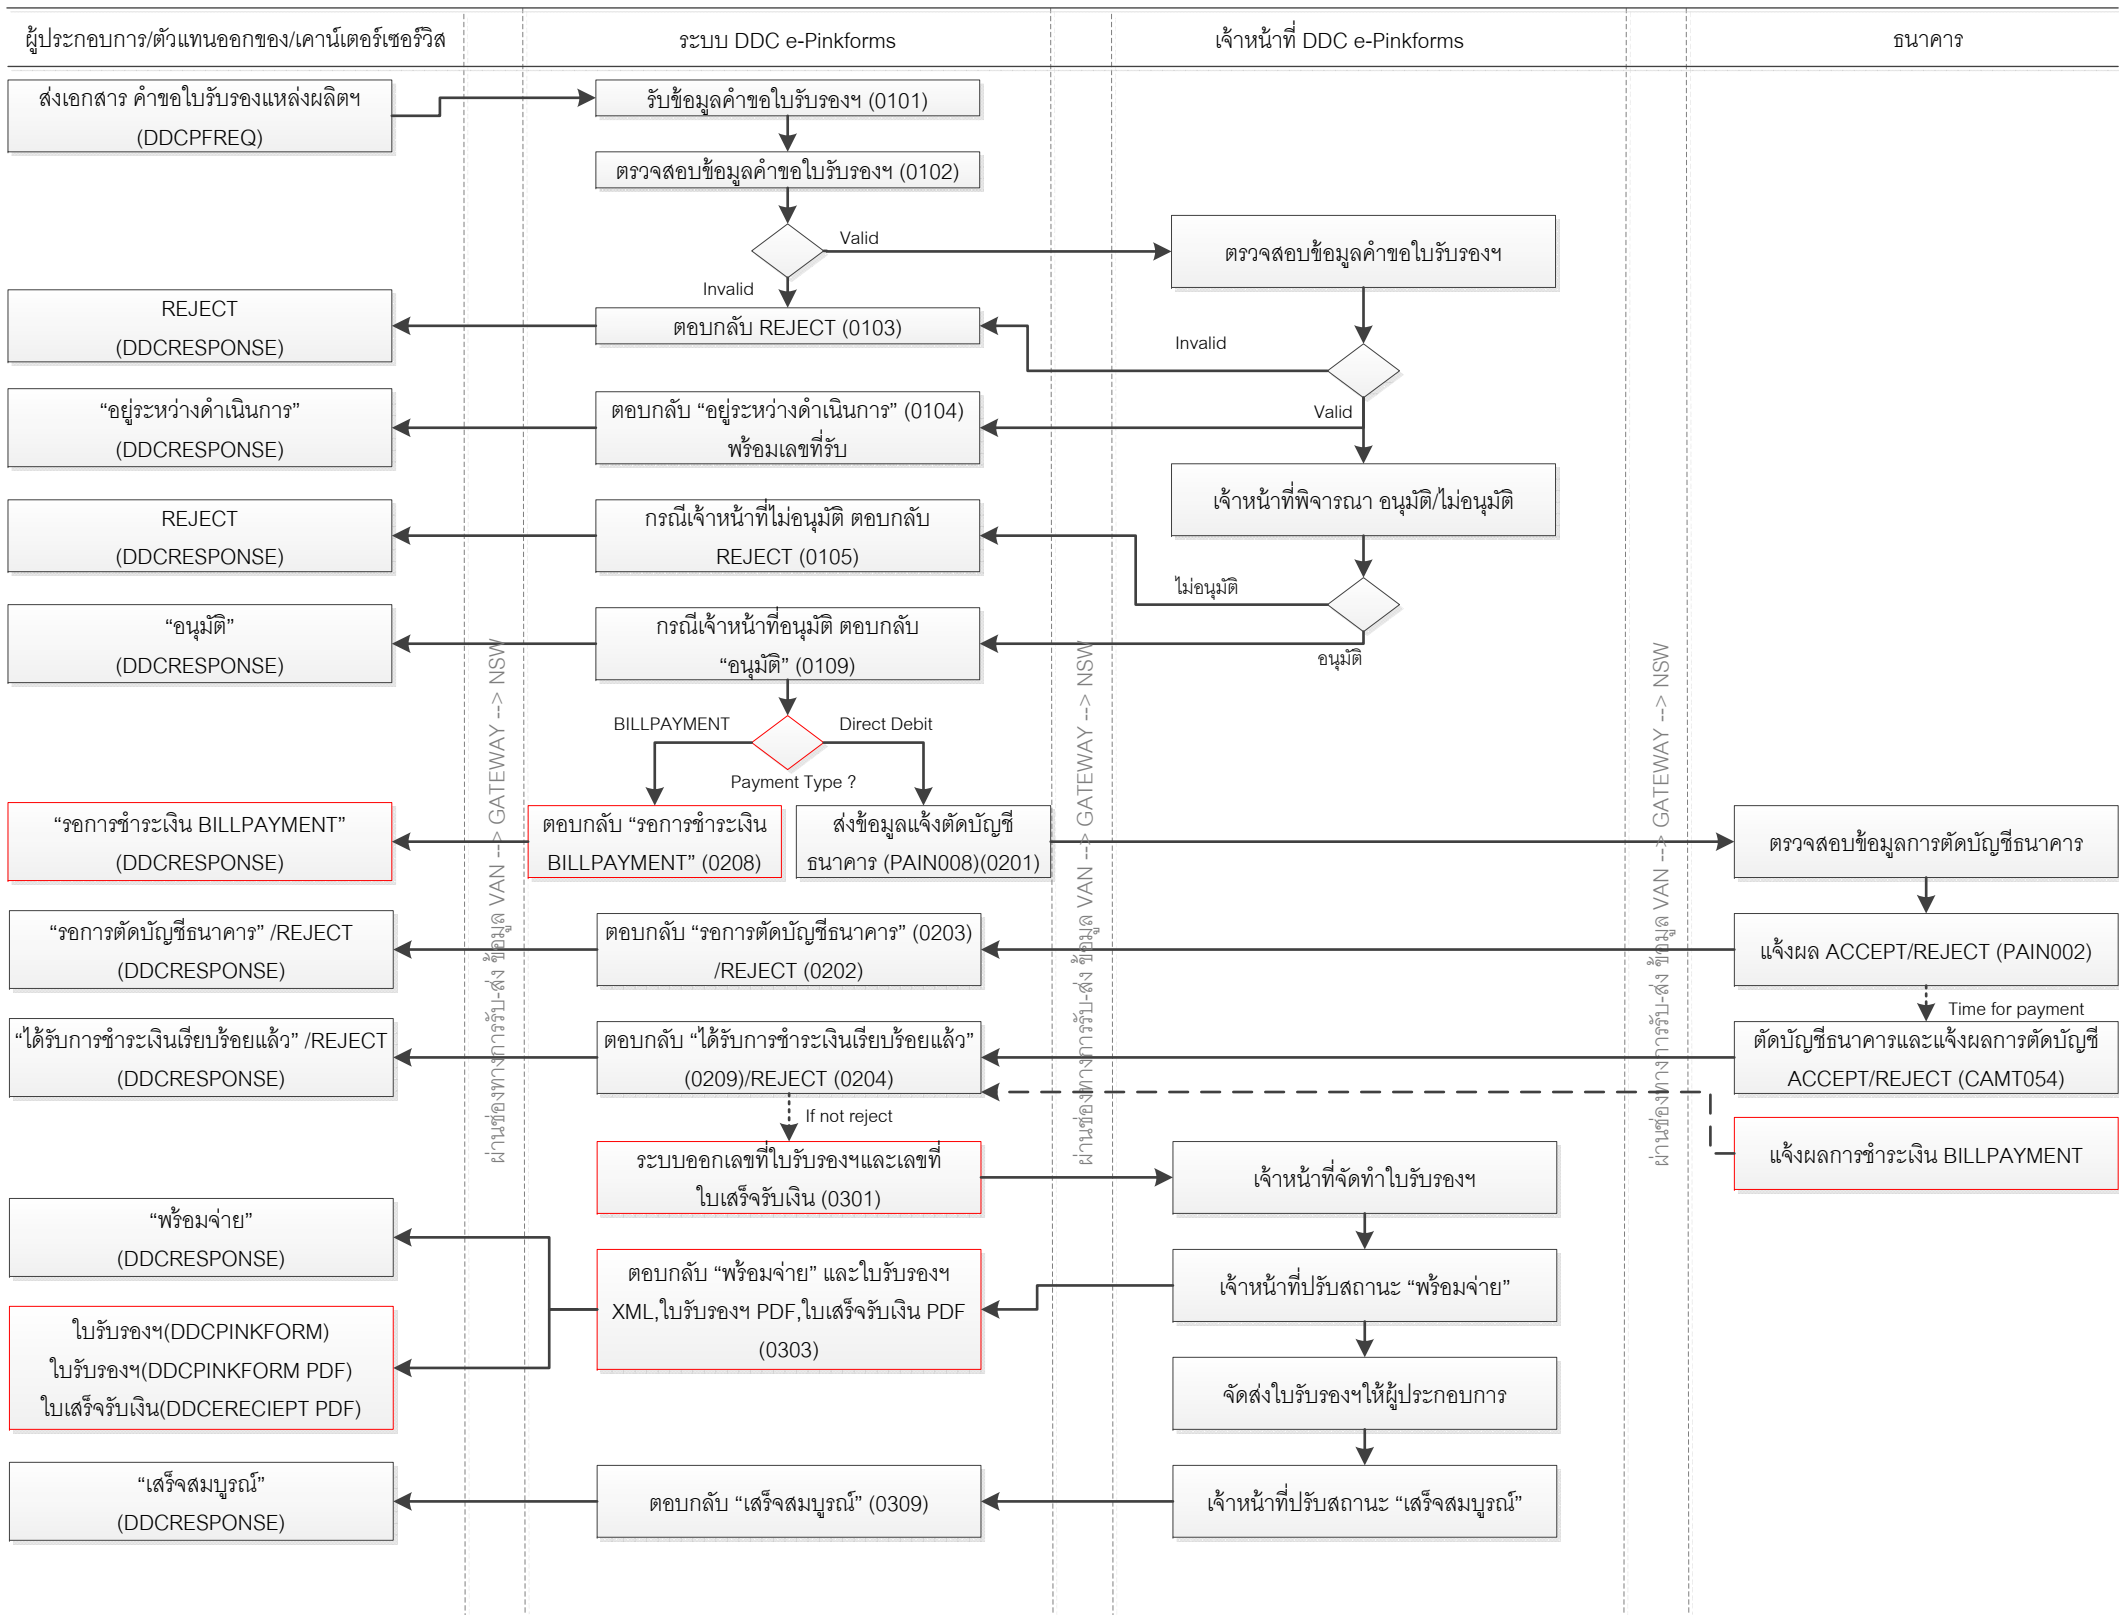 ผู้ประกอบการ/ตัวแทนออกของ/เคาน์เตอร์เซอร์วิส
ระบบ DDC e-Pinkforms
เจ้าหน้าที่ DDC e-Pinkforms
ธนาคาร
ส่งเอกสาร คำขอใบรับรองแหล่งผลิตฯ
(DDCPFREQ)
รับข้อมูลคำขอใบรับรองฯ (0101)
ตรวจสอบข้อมูลคำขอใบรับรองฯ (0102)
Valid
ตรวจสอบข้อมูลคำขอใบรับรองฯ
Invalid
REJECT
(DDCRESPONSE)
ตอบกลับ REJECT (0103)
Invalid
Valid
“อยู่ระหว่างดำเนินการ”
(DDCRESPONSE)
ตอบกลับ “อยู่ระหว่างดำเนินการ” (0104)
พร้อมเลขที่รับ
เจ้าหน้าที่พิจารณา อนุมัติ/ไม่อนุมัติ
REJECT
(DDCRESPONSE)
กรณีเจ้าหน้าที่ไม่อนุมัติ ตอบกลับ
REJECT (0105)
ไม่อนุมัติ
“อนุมัติ”
(DDCRESPONSE)
กรณีเจ้าหน้าที่อนุมัติ ตอบกลับ
“อนุมัติ” (0109)
อนุมัติ
BILLPAYMENT
Direct Debit
Payment Type ?
“รอการชำระเงิน BILLPAYMENT”
(DDCRESPONSE)
ตอบกลับ “รอการชำระเงิน
BILLPAYMENT” (0208)
ส่งข้อมูลแจ้งตัดบัญชี
ธนาคาร (PAIN008)(0201)
ตรวจสอบข้อมูลการตัดบัญชีธนาคาร
“รอการตัดบัญชีธนาคาร” /REJECT
(DDCRESPONSE)
ตอบกลับ “รอการตัดบัญชีธนาคาร” (0203)
/REJECT (0202)
แจ้งผล ACCEPT/REJECT (PAIN002)
Time for payment
“ได้รับการชำระเงินเรียบร้อยแล้ว” /REJECT
(DDCRESPONSE)
ตอบกลับ “ได้รับการชำระเงินเรียบร้อยแล้ว”
(0209)/REJECT (0204)
ตัดบัญชีธนาคารและแจ้งผลการตัดบัญชี
ACCEPT/REJECT (CAMT054)
If not reject
แจ้งผลการชำระเงิน BILLPAYMENT
ระบบออกเลขที่ใบรับรองฯและเลขที่
ใบเสร็จรับเงิน (0301)
เจ้าหน้าที่จัดทำใบรับรองฯ
“พร้อมจ่าย”
(DDCRESPONSE)
ตอบกลับ “พร้อมจ่าย” และใบรับรองฯ
XML,ใบรับรองฯ PDF,ใบเสร็จรับเงิน PDF
(0303)
เจ้าหน้าที่ปรับสถานะ “พร้อมจ่าย”
ใบรับรองฯ(DDCPINKFORM)
ใบรับรองฯ(DDCPINKFORM PDF)
ใบเสร็จรับเงิน(DDCERECIEPT PDF)
จัดส่งใบรับรองฯให้ผู้ประกอบการ
“เสร็จสมบูรณ์”
(DDCRESPONSE)
ตอบกลับ “เสร็จสมบูรณ์” (0309)
เจ้าหน้าที่ปรับสถานะ “เสร็จสมบูรณ์”
ผ่านช่องทางการรับ-ส่ง ข้อมูล VAN --> GATEWAY --> NSW
ผ่านช่องทางการรับ-ส่ง ข้อมูล VAN --> GATEWAY --> NSW
ผ่านช่องทางการรับ-ส่ง ข้อมูล VAN --> GATEWAY --> NSW